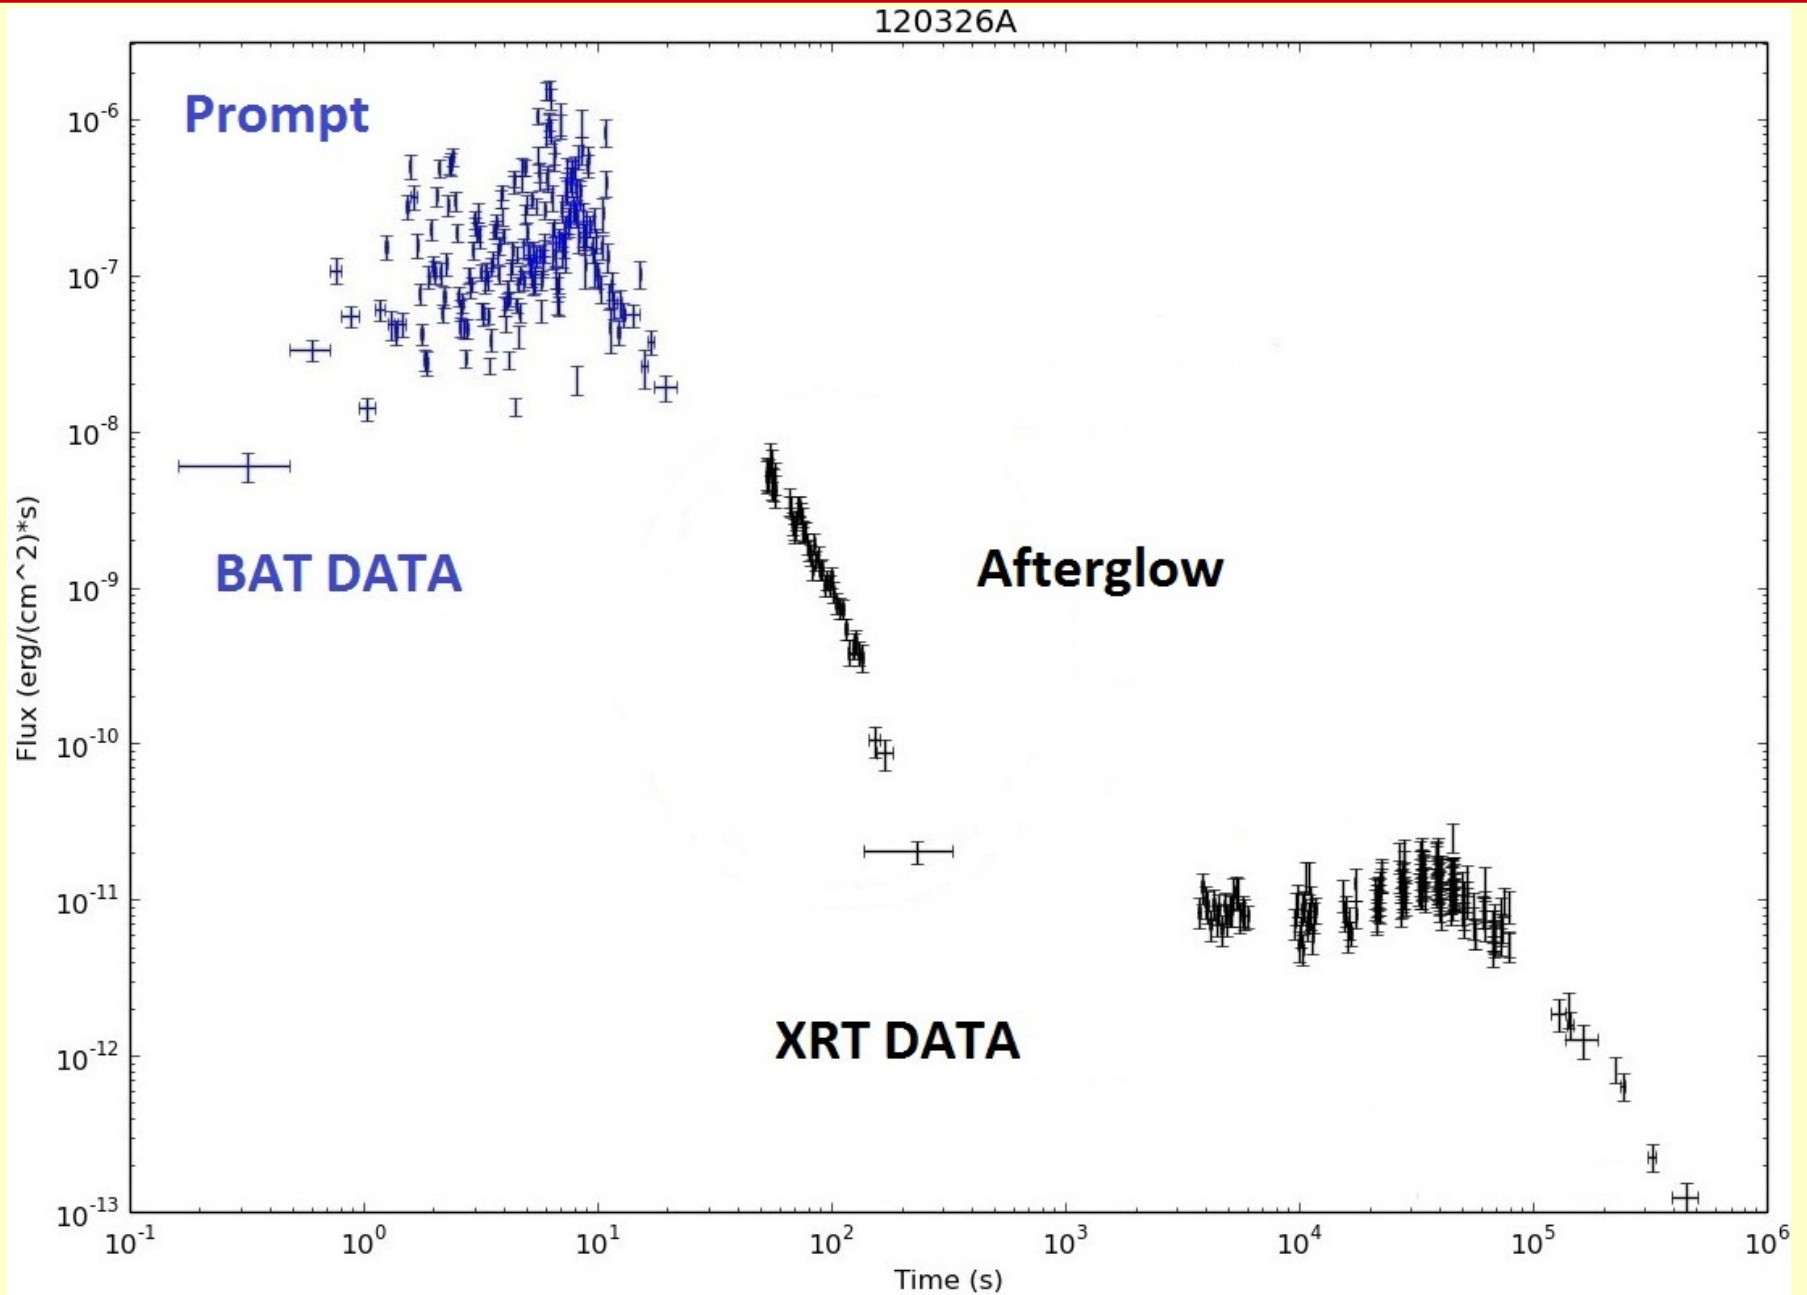 120326A
Prompt
BAT DATA
Afterglow
XRT DATA
Flux (erg/(cm^2)*s)
10^-6
10^-7
10^-8
10^-9
10^-10
10^-11
10^-12
10^-13
10^-1
10^0
10^1
10^2
10^3
10^4
10^5
10^6
Time (s)